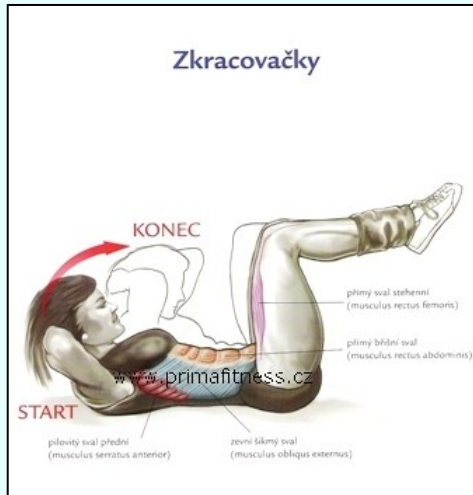 Zkracovačky
KONEC
přímý sval stehenní
(musculus rectus femoris)
přímý břišní sval
(musculus rectus abdominis)
www.primafitness.cz
START
pilovitý sval přední
(musculus serratus anterior)
zevní šikmý sval
(musculus obliqus externus)